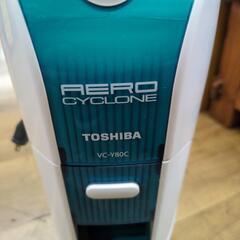 AERO
CYCLONE
TOSHIBA
VC-Y80C